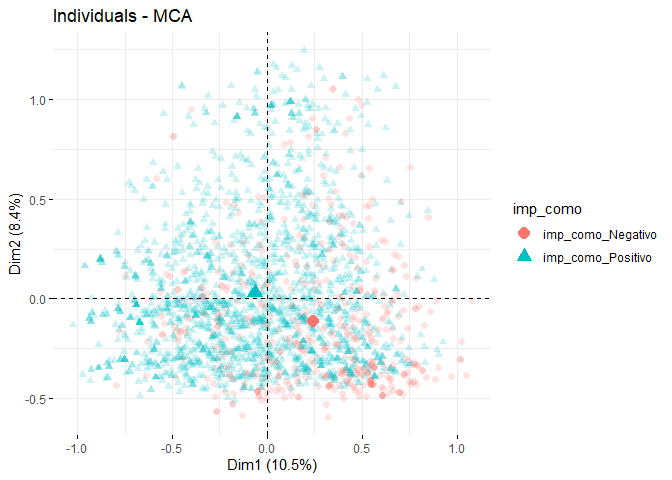 Individuals - MCA
1.0
0.5
0.0
-0.5
Dim2 (8.4%)
-1.0
-0.5
0.0
0.5
1.0
Dim1 (10.5%)
imp_como
imp_como_Negativo
imp_como_Positivo